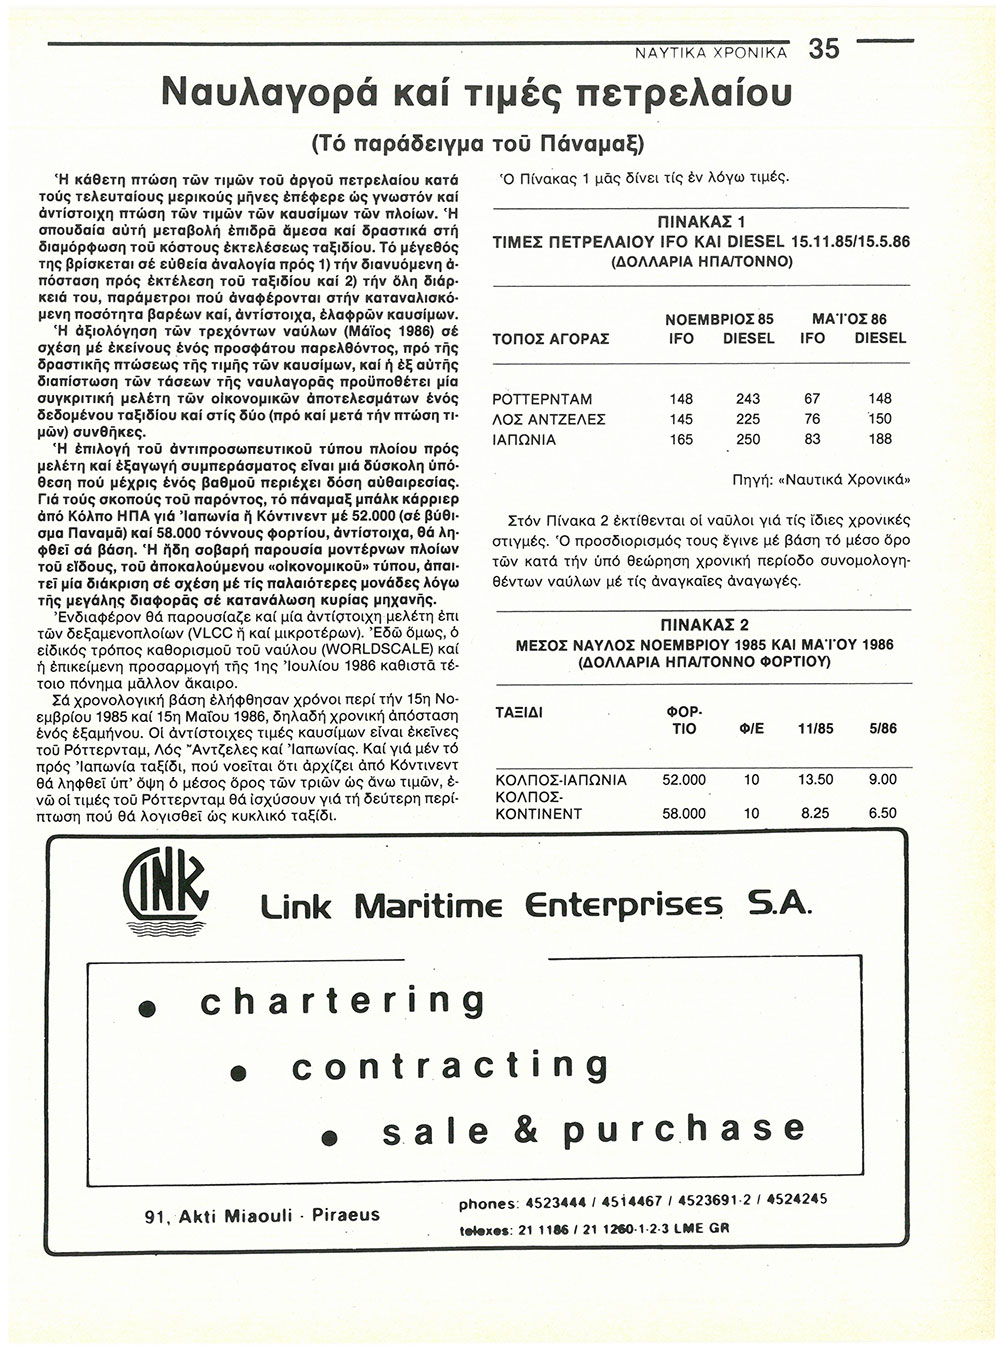 ΝΑΥΤΙΚΑ ΧΡΟΝΙΚΑ 35
Ναυλαγορά καί τιμές πετρελαίου
(Τό παράδειγμα τοῦ Πάναμαξ)
Ἡ κάθετη πτώση τῶν τιμῶν τοῦ ἀργοῦ πετρελαίου κατά
τούς τελευταίους μερικούς μῆνες ἐπέφερε ὡς γνωστόν καί
ἀντίστοιχη πτώση τῶν τιμῶν τῶν καυσίμων τῶν πλοίων. Ἡ
σπουδαία αὐτή μεταβολή ἐπιδρᾶ ἄμεσα καί δραστικά στή
διαμόρφωση τοῦ κόστους ἐκτελέσεως ταξιδίου. Τό μέγεθός
της βρίσκεται σέ εὐθεία ἀναλογία πρός 1) τήν διανυόμενη ἀ-
πόσταση πρός ἐκτέλεση τοῦ ταξιδίου καί 2) τήν ὅλη διάρ-
κειά του, παράμετροι πού ἀναφέρονται στήν καταναλισκό-
μενη ποσότητα βαρέων καί, ἀντίστοιχα, ἐλαφρῶν καυσίμων.
Ἡ ἀξιολόγηση τῶν τρεχόντων ναύλων (Μάϊος 1986) σέ
σχέση μέ ἐκείνους ἑνός προσφάτου παρελθόντος, πρό τῆς
δραστικῆς πτώσεως τῆς τιμῆς τῶν καυσίμων, καί ἡ ἐξ αὐτῆς
διαπίστωση τῶν τάσεων τῆς ναυλαγορᾶς προϋποθέτει μία
συγκριτική μελέτη τῶν οἰκονομικῶν ἀποτελεσμάτων ἑνός
δεδομένου ταξιδίου καί στίς δύο (πρό καί μετά τήν πτώση τι-
μῶν) συνθῆκες.
Ἡ ἐπιλογή τοῦ ἀντιπροσωπευτικοῦ τύπου πλοίου πρός
μελέτη καί ἐξαγωγή συμπεράσματος εἶναι μιά δύσκολη ὑπό-
θεση πού μέχρις ἑνός βαθμοῦ περιέχει δόση αὐθαιρεσίας.
Γιά τούς σκοπούς τοῦ παρόντος, τό πάναμαξ μπάλκ κάρριερ
ἀπό Κόλπο ΗΠΑ γιά Ἰαπωνία ἤ Κόντινεντ μέ 52.000 (σέ βύθι-
σμα Παναμᾶ) καί 58.000 τόννους φορτίου, ἀντίστοιχα, θά λη-
φθεῖ σά βάση. Ἡ ἤδη σοβαρή παρουσία μοντέρνων πλοίων
τοῦ εἴδους, τοῦ ἀποκαλούμενου «οἰκονομικοῦ» τύπου, ἀπαι-
τεῖ μία διάκριση σέ σχέση μέ τίς παλαιότερες μονάδες λόγω
τῆς μεγάλης διαφορᾶς σέ κατανάλωση κυρίας μηχανῆς.
Ἐνδιαφέρον θά παρουσίαζε καί μία ἀντίστοιχη μελέτη ἐπι
τῶν δεξαμενοπλοίων (VLCC ἤ καί μικροτέρων). Ἐδῶ ὅμως, ὁ
εἰδικός τρόπος καθορισμοῦ τοῦ ναύλου (WORLDSCALE) καί
ἡ ἐπικείμενη προσαρμογή τῆς 1ης Ἰουλίου 1986 καθιστᾶ τέ-
τοιο πόνημα μᾶλλον ἄκαιρο.
Σά χρονολογική βάση ἐλήφθησαν χρόνοι περί τήν 15η Νο-
εμβρίου 1985 καί 15η Μαΐου 1986, δηλαδή χρονική ἀπόσταση
ἑνός ἑξαμήνου. Οἱ ἀντίστοιχες τιμές καυσίμων εἶναι ἐκεῖνες
τοῦ Ρόττερνταμ, Λός Ἄντζελες καί Ἰαπωνίας. Καί γιά μέν τό
πρός Ἰαπωνία ταξίδι, πού νοεῖται ὅτι ἀρχίζει ἀπό Κόντινεντ
θά ληφθεῖ ὑπ' ὄψη ὁ μέσος ὅρος τῶν τριῶν ὡς ἄνω τιμῶν, ἐ-
νῶ οἱ τιμές τοῦ Ρόττερνταμ θά ἰσχύσουν γιά τή δεύτερη περί-
πτωση πού θά λογισθεῖ ὡς κυκλικό ταξίδι.
Ὁ Πίνακας 1 μᾶς δίνει τίς ἐν λόγω τιμές.
ΠΙΝΑΚΑΣ 1
ΤΙΜΕΣ ΠΕΤΡΕΛΑΙΟΥ IFO ΚΑΙ DIESEL 15.11.85/15.5.86
(ΔΟΛΛΑΡΙΑ ΗΠΑ/ΤΟΝΝΟ)
ΝΟΕΜΒΡΙΟΣ 85 ΜΑΪΟΣ 86
ΤΟΠΟΣ ΑΓΟΡΑΣ IFO DIESEL IFO DIESEL
ΡΟΤΤΕΡΝΤΑΜ 148 243 67 148
ΛΟΣ ΑΝΤΖΕΛΕΣ 145 225 76 150
ΙΑΠΩΝΙΑ 165 250 83 188
Πηγή: «Ναυτικά Χρονικά»
Στόν Πίνακα 2 ἐκτίθενται οἱ ναῦλοι γιά τίς ἴδιες χρονικές
στιγμές. Ὁ προσδιορισμός τους ἔγινε μέ βάση τό μέσο ὅρο
τῶν κατά τήν ὑπό θεώρηση χρονική περίοδο συνομολογη-
θέντων ναύλων μέ τίς ἀναγκαῖες ἀναγωγές.
ΠΙΝΑΚΑΣ 2
ΜΕΣΟΣ ΝΑΥΛΟΣ ΝΟΕΜΒΡΙΟΥ 1985 ΚΑΙ ΜΑΪΟΥ 1986
(ΔΟΛΛΑΡΙΑ ΗΠΑ/ΤΟΝΝΟ ΦΟΡΤΙΟΥ)
ΤΑΞΙΔΙ ΦΟΡ-
ΤΙΟ Φ/Ε 11/85 5/86
ΚΟΛΠΟΣ-ΙΑΠΩΝΙΑ 52.000 10 13.50 9.00
ΚΟΛΠΟΣ-
ΚΟΝΤΙΝΕΝΤ 58.000 10 8.25 6.50
LINK
Link Maritime Enterprises S.A.
• chartering
• contracting
• sale & purchase
91, Akti Miaouli - Piraeus
phones: 4523444 / 4514467 / 4523691-2 / 4524245
telexes: 21 1186 / 21 1260-1-2-3 LME GR